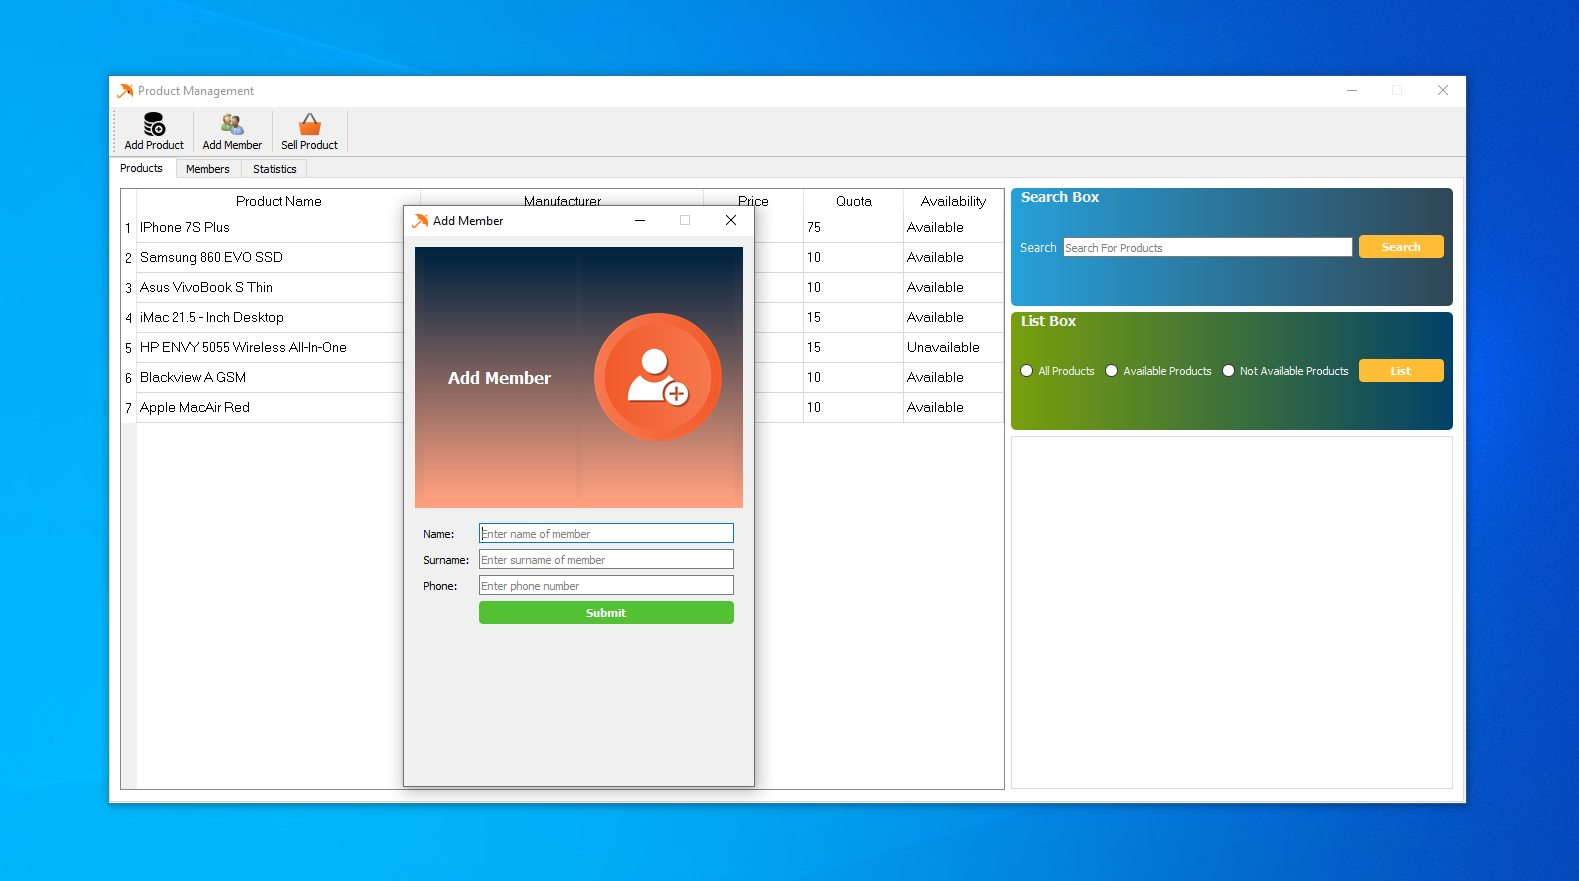 Product Management
Add Product Add Member Sell Product
Products Members Statistics
Product Name Manufacturer Price Quota Availability
1 IPhone 7S Plus 75 Available
2 Samsung 860 EVO SSD 10 Available
3 Asus VivoBook S Thin 10 Available
4 iMac 21.5 - Inch Desktop 15 Available
5 HP ENVY 5055 Wireless All-In-One 15 Unavailable
6 Blackview A GSM 10 Available
7 Apple MacAir Red 10 Available
Add Member
Add Member
Name: Enter name of member
Surname: Enter surname of member
Phone: Enter phone number
Submit
Search Box
Search Search For Products Search
List Box
All Products Available Products Not Available Products List